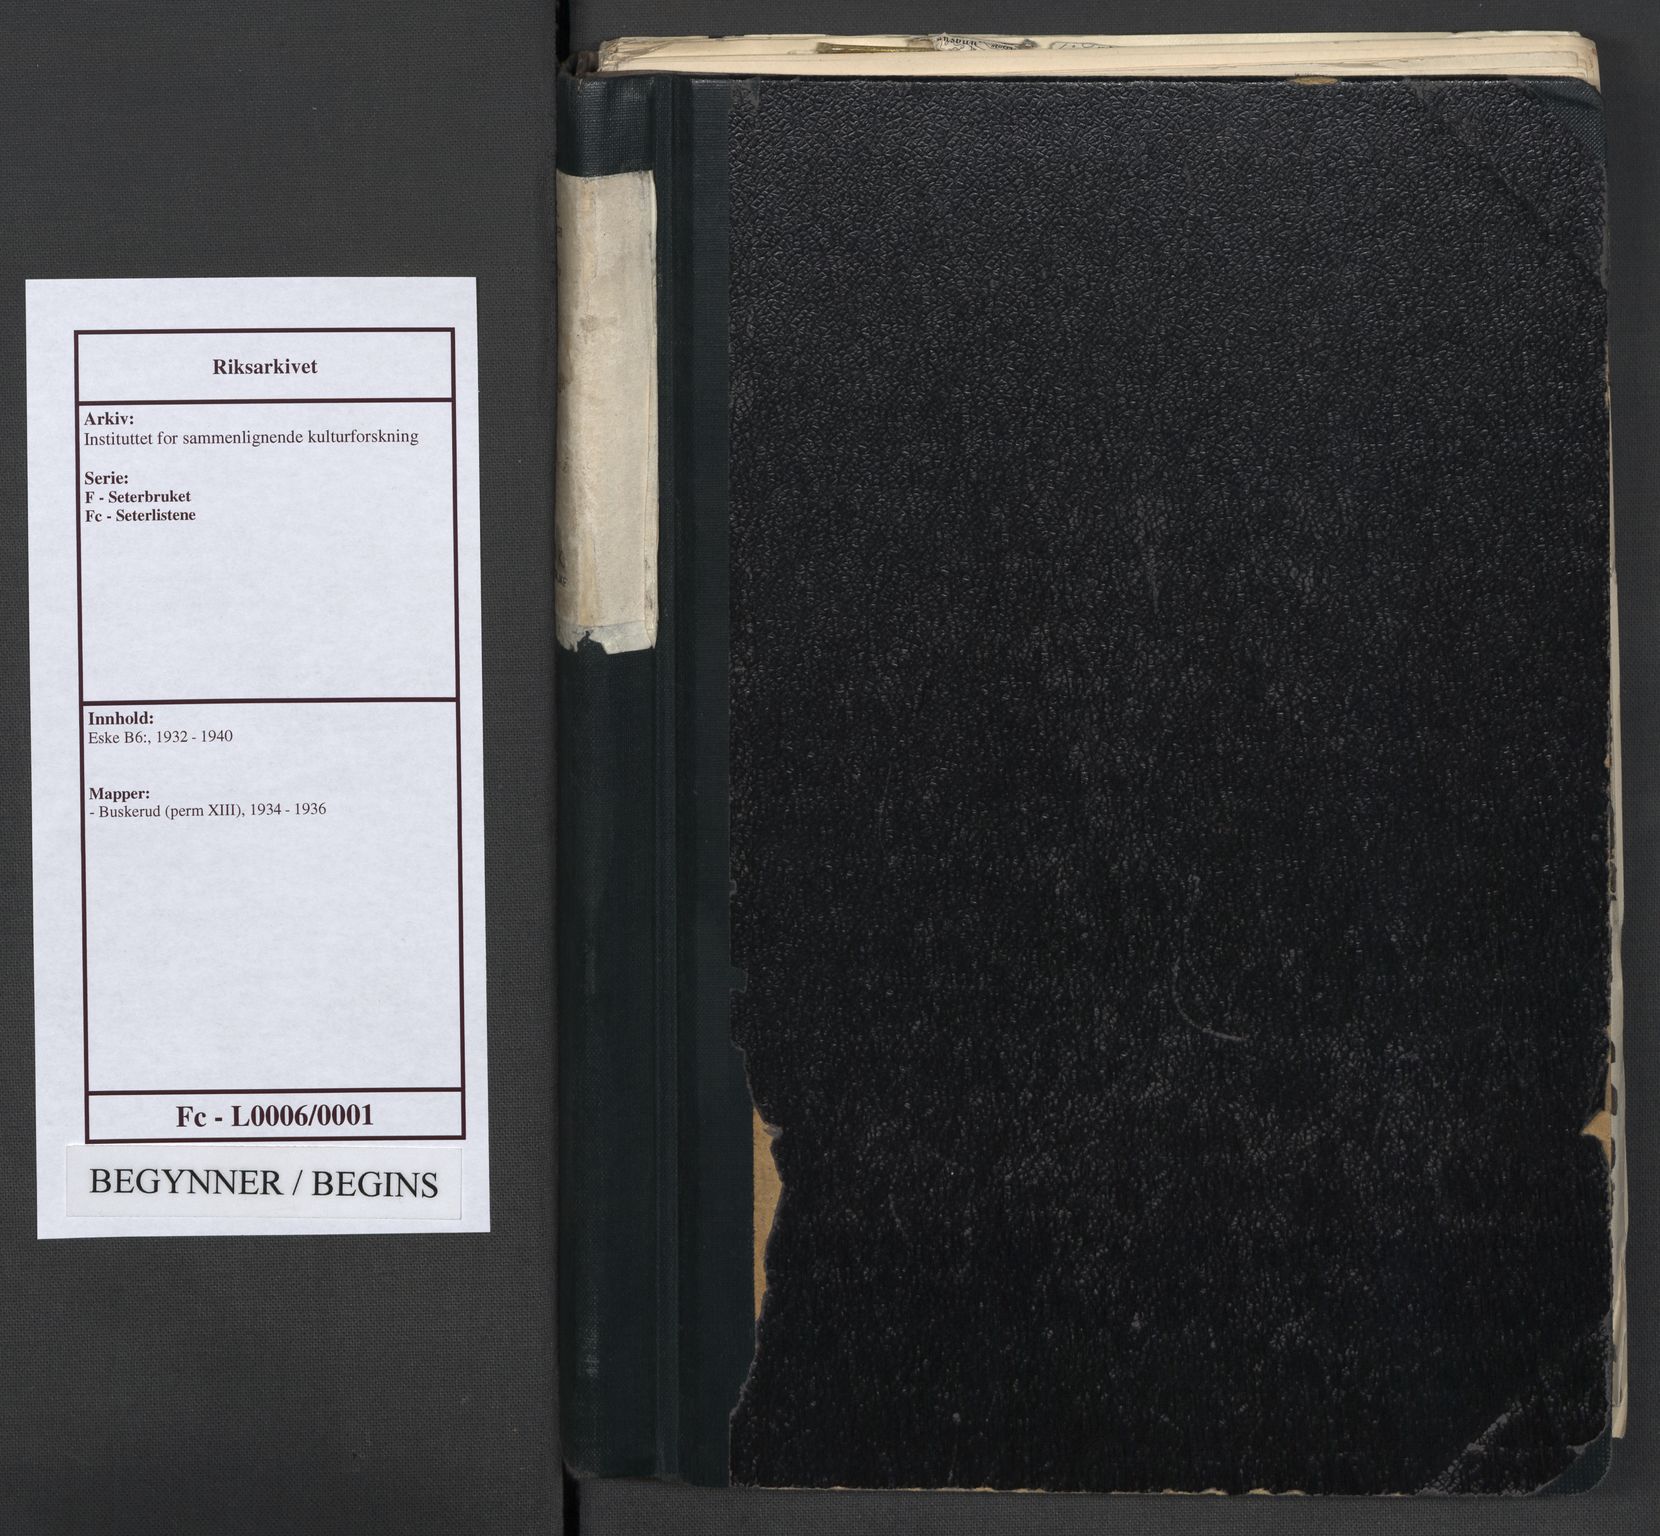 Riksarkivet
Arkiv:
Instituttet for sammenlignende kulturforskning
Serie:
F - Seterbruket
Fc - Seterlistene
Innhold:
Eske B6:, 1932 - 1940
Mapper:
- Buskerud (perm XIII), 1934 - 1936
Fc - L0006/0001
BEGYNNER / BEGINS